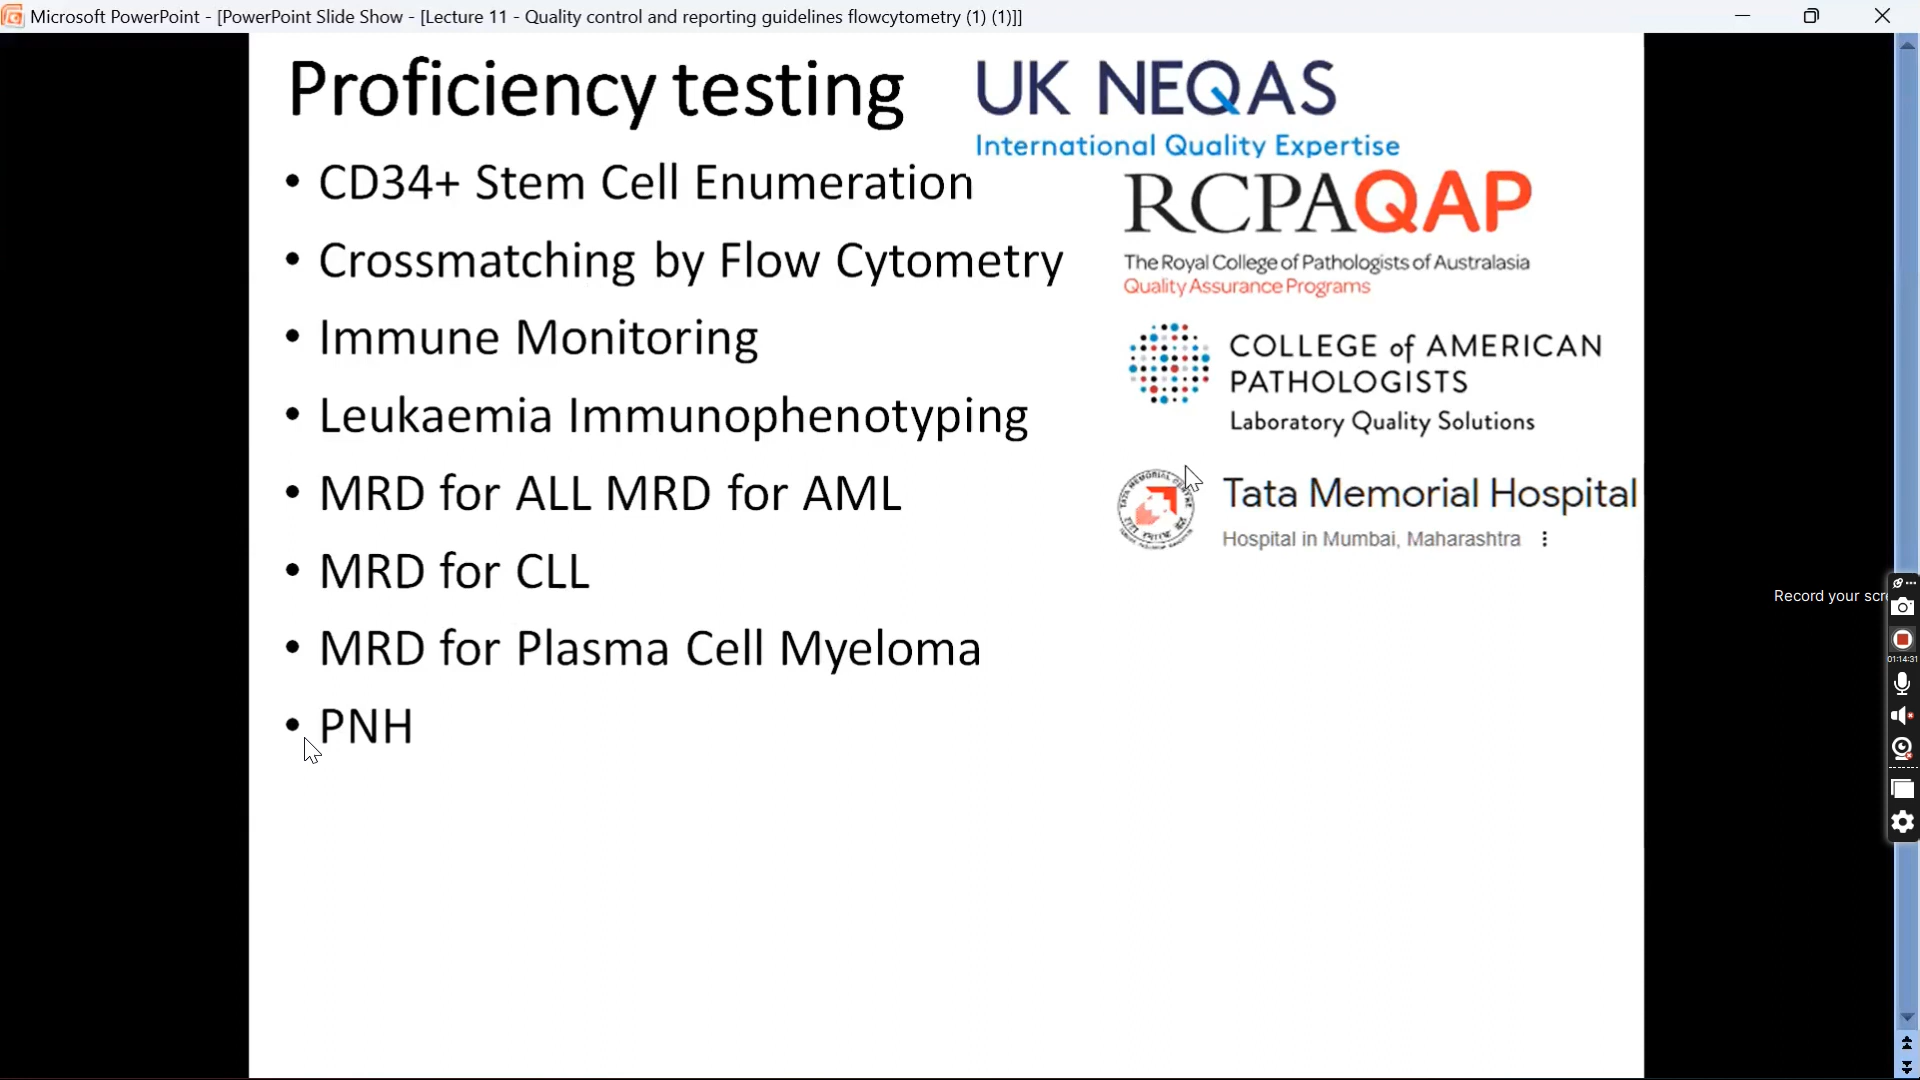 Microsoft PowerPoint - [PowerPoint Slide Show - [Lecture 11 - Quality control and reporting guidelines flowcytometry (1) (1)]]
Proficiency testing
• CD34+ Stem Cell Enumeration
• Crossmatching by Flow Cytometry
• Immune Monitoring
• Leukaemia Immunophenotyping
• MRD for ALL MRD for AML
• MRD for CLL
• MRD for Plasma Cell Myeloma
• PNH
UK NEQAS
International Quality Expertise
RCPAQAP
The Royal College of Pathologists of Australasia
Quality Assurance Programs
COLLEGE of AMERICAN
PATHOLOGISTS
Laboratory Quality Solutions
Tata Memorial Hospital
Hospital in Mumbai, Maharashtra
Record your scre
01:14:31